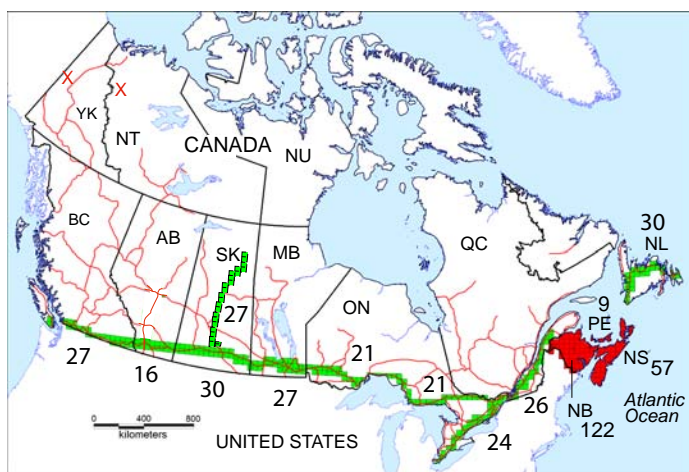 X
X
YK
NT
CANADA
NU
BC
AB
SK
MB
QC
30
NL
27
ON
9
PE
21
NS
57
27
16
30
27
21
26
NB
122
Atlantic
Ocean
24
0 400 800
kilometers
UNITED STATES